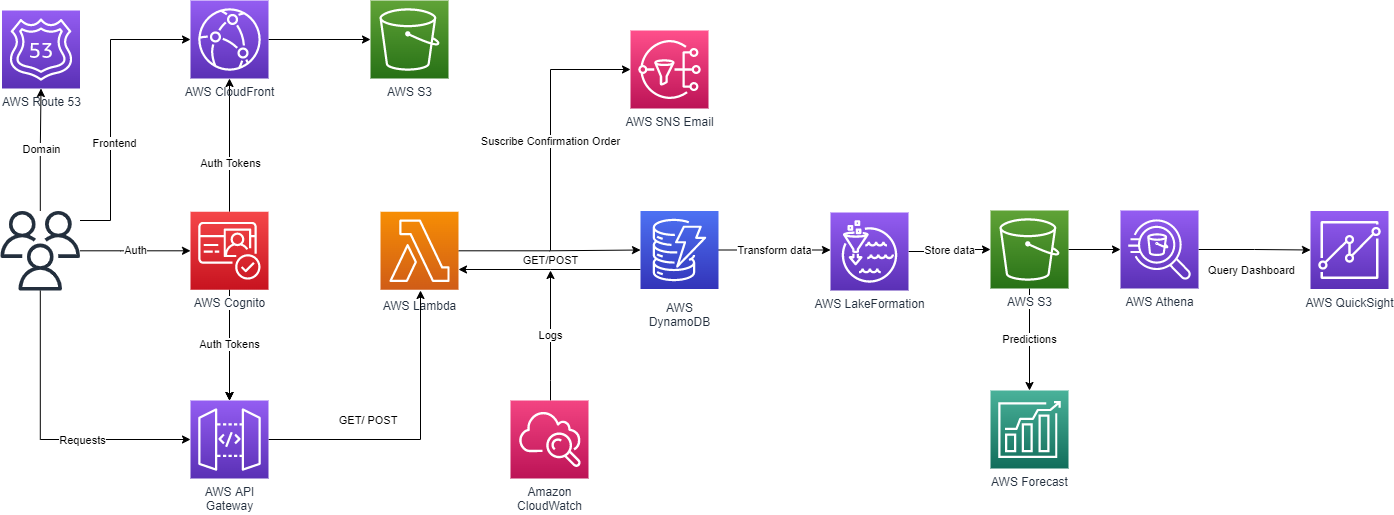 53
AWS Route 53
AWS CloudFront
AWS S3
AWS SNS Email
Domain
Frontend
Auth Tokens
Suscribe Confirmation Order
Auth
AWS Cognito
AWS Lambda
GET/POST
AWS
DynamoDB
Transform data
AWS LakeFormation
Store data
AWS S3
AWS Athena
Query Dashboard
AWS QuickSight
Auth Tokens
Logs
Predictions
Requests
</>
AWS API
Gateway
GET/ POST
Amazon
CloudWatch
AWS Forecast